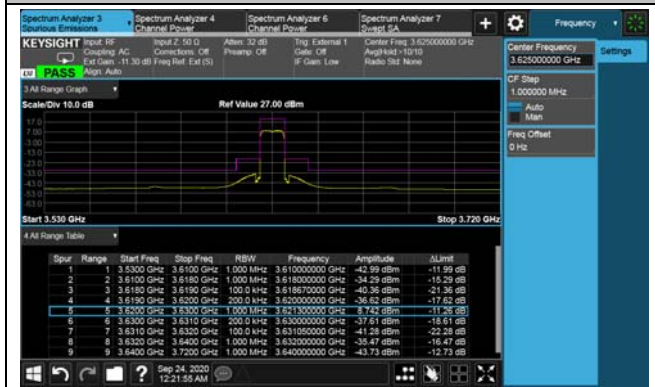 Spectrum Analyzer 3 Spurious Emissions
Spectrum Analyzer 4 Channel Power
Spectrum Analyzer 6 Channel Power
Spectrum Analyzer 7 Swept SA
+
Frequency
KEYSIGHT
Input: RF
Coupling: AC
Ext Gain: -11.30 dB
Align: Auto
Input Z: 50 Ω
Corrections: Off
Freq Ref: Ext (S)
Atten: 32 dB
Preamp: Off
Trig: External 1
Gate: Off
IF Gain: Low
Center Freq: 3.625000000 GHz
Avg|Hold:>10/10
Radio Std: None
PASS
3 All Range Graph
Scale/Div 10.0 dB
Ref Value 27.00 dBm
17.0
7.00
-3.00
-13.0
-23.0
-33.0
-43.0
-53.0
-63.0
Start 3.530 GHz
Stop 3.720 GHz
4 All Range Table
Spur Range Start Freq Stop Freq RBW Frequency Amplitude ΔLimit
1 1 3.5300 GHz 3.6100 GHz 1.000 MHz 3.610000000 GHz -42.99 dBm -11.99 dB
2 2 3.6100 GHz 3.6180 GHz 1.000 MHz 3.618000000 GHz -34.29 dBm -15.29 dB
3 3 3.6180 GHz 3.6190 GHz 100.0 kHz 3.618670000 GHz -40.36 dBm -21.36 dB
4 4 3.6190 GHz 3.6200 GHz 200.0 kHz 3.620000000 GHz -36.62 dBm -17.62 dB
5 5 3.6200 GHz 3.6300 GHz 1.000 MHz 3.621300000 GHz 8.742 dBm -11.26 dB
6 6 3.6300 GHz 3.6310 GHz 200.0 kHz 3.630000000 GHz -37.61 dBm -18.61 dB
7 7 3.6310 GHz 3.6320 GHz 100.0 kHz 3.631050000 GHz -41.28 dBm -22.28 dB
8 8 3.6320 GHz 3.6400 GHz 1.000 MHz 3.632000000 GHz -35.47 dBm -16.47 dB
9 9 3.6400 GHz 3.7200 GHz 1.000 MHz 3.640000000 GHz -43.73 dBm -12.73 dB
Center Frequency
3.625000000 GHz
Settings
CF Step
1.000000 MHz
Auto
Man
Freq Offset
0 Hz
?
Sep 24, 2020
12:21:55 AM